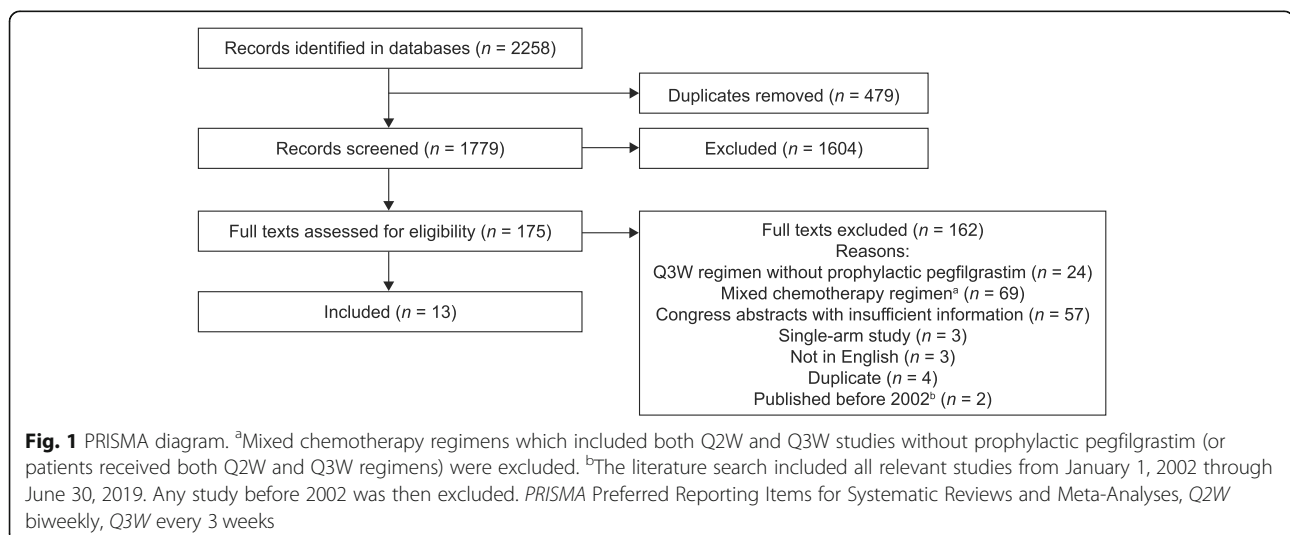 Records identified in databases (n = 2258)
Duplicates removed (n = 479)
Records screened (n = 1779)
Excluded (n = 1604)
Full texts assessed for eligibility (n = 175)
Full texts excluded (n = 162)
Reasons:
Q3W regimen without prophylactic pegfilgrastim (n = 24)
Mixed chemotherapy regimenᵃ (n = 69)
Congress abstracts with insufficient information (n = 57)
Single-arm study (n = 3)
Not in English (n = 3)
Duplicate (n = 4)
Published before 2002ᵇ (n = 2)
Included (n = 13)
Fig. 1 PRISMA diagram. ᵃMixed chemotherapy regimens which included both Q2W and Q3W studies without prophylactic pegfilgrastim (or
patients received both Q2W and Q3W regimens) were excluded. ᵇThe literature search included all relevant studies from January 1, 2002 through
June 30, 2019. Any study before 2002 was then excluded. PRISMA Preferred Reporting Items for Systematic Reviews and Meta-Analyses, Q2W
biweekly, Q3W every 3 weeks